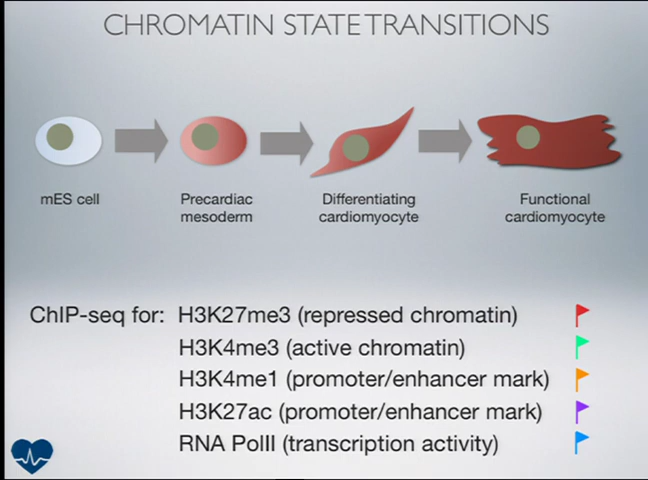 CHROMATIN STATE TRANSITIONS
mES cell
Precardiac
mesoderm
Differentiating
cardiomyocyte
Functional
cardiomyocyte
ChIP-seq for: H3K27me3 (repressed chromatin)
H3K4me3 (active chromatin)
H3K4me1 (promoter/enhancer mark)
H3K27ac (promoter/enhancer mark)
RNA PolII (transcription activity)